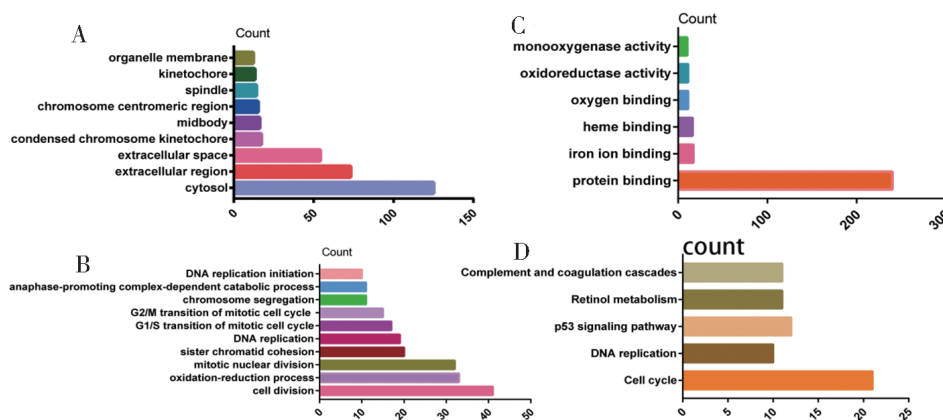 A
Count
organelle membrane
kinetochore
spindle
chromosome centromeric region
midbody
condensed chromosome kinetochore
extracellular space
extracellular region
cytosol
0
50
100
150
C
Count
monooxygenase activity
oxidoreductase activity
oxygen binding
heme binding
iron ion binding
protein binding
0
100
200
300
B
Count
DNA replication initiation
anaphase-promoting complex-dependent catabolic process
chromosome segregation
G2/M transition of mitotic cell cycle
G1/S transition of mitotic cell cycle
DNA replication
sister chromatid cohesion
mitotic nuclear division
oxidation-reduction process
cell division
0
10
20
30
40
50
D
count
Complement and coagulation cascades
Retinol metabolism
p53 signaling pathway
DNA replication
Cell cycle
0
5
10
15
20
25